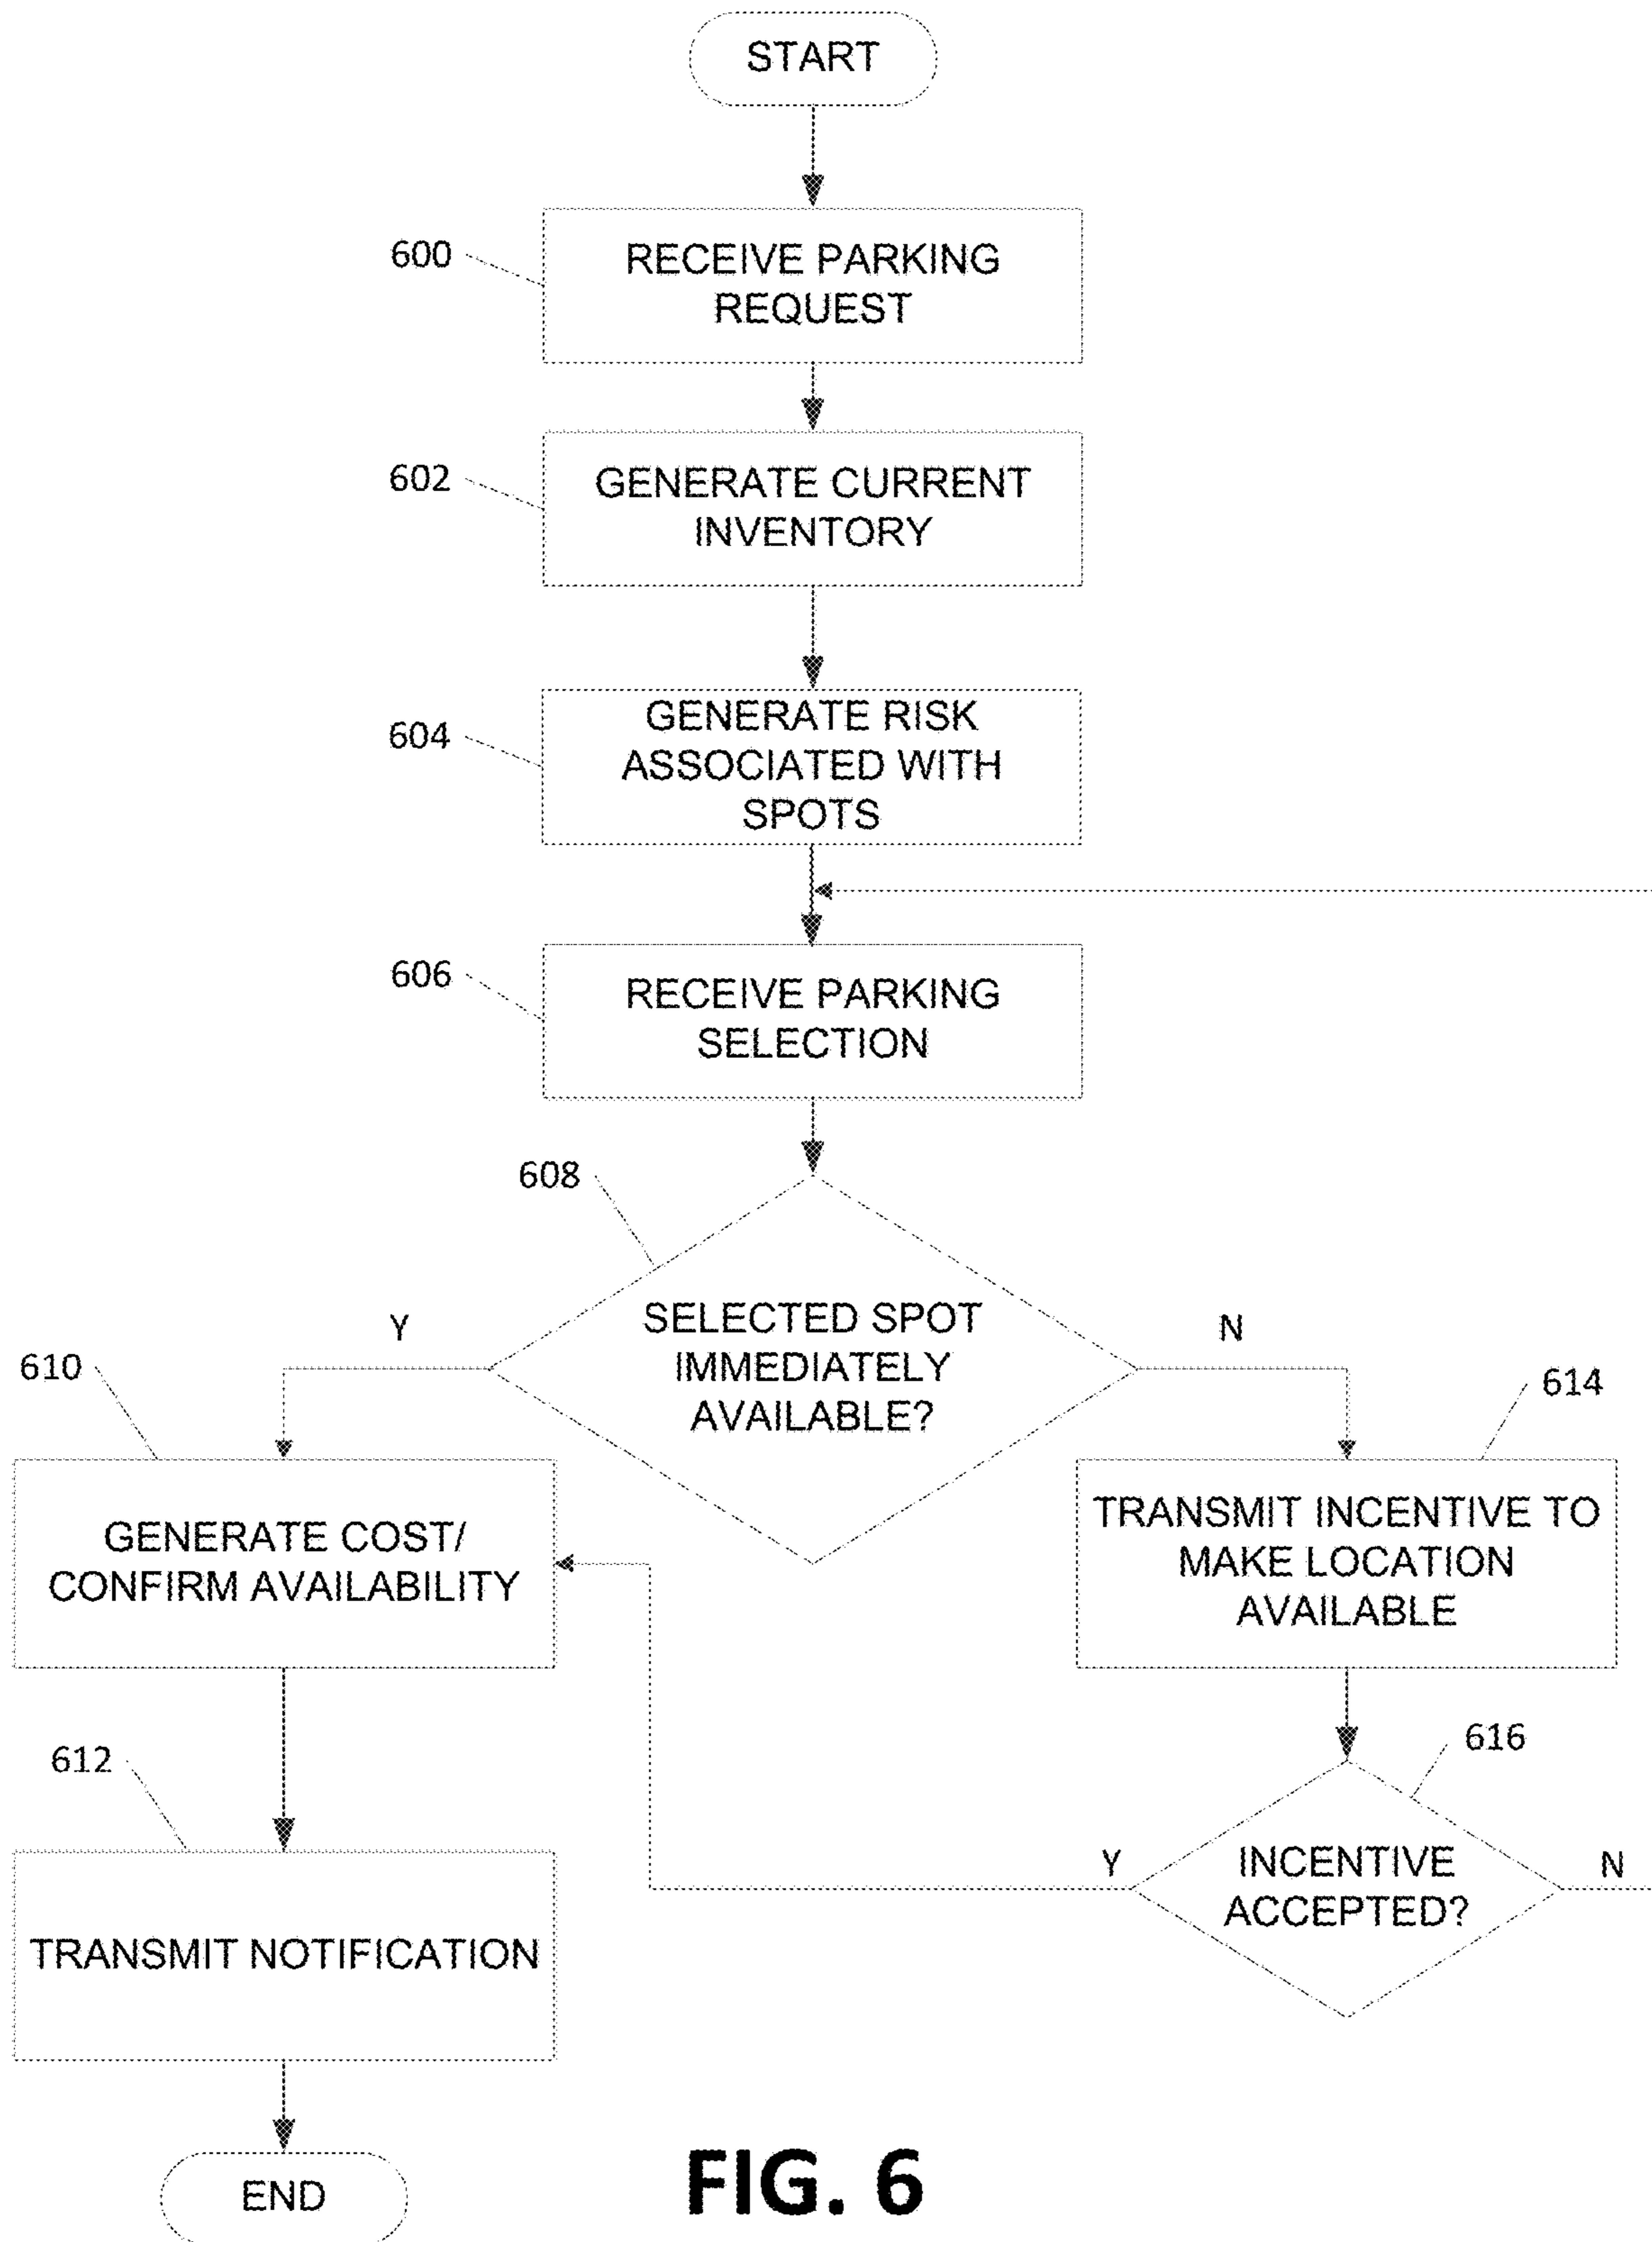 START
600
RECEIVE PARKING
REQUEST
602
GENERATE CURRENT
INVENTORY
604
GENERATE RISK
ASSOCIATED WITH
SPOTS
606
RECEIVE PARKING
SELECTION
608
SELECTED SPOT
IMMEDIATELY
AVAILABLE?
Y
N
610
GENERATE COST/
CONFIRM AVAILABILITY
614
TRANSMIT INCENTIVE TO
MAKE LOCATION
AVAILABLE
612
TRANSMIT NOTIFICATION
616
INCENTIVE
ACCEPTED?
Y
N
END
FIG. 6